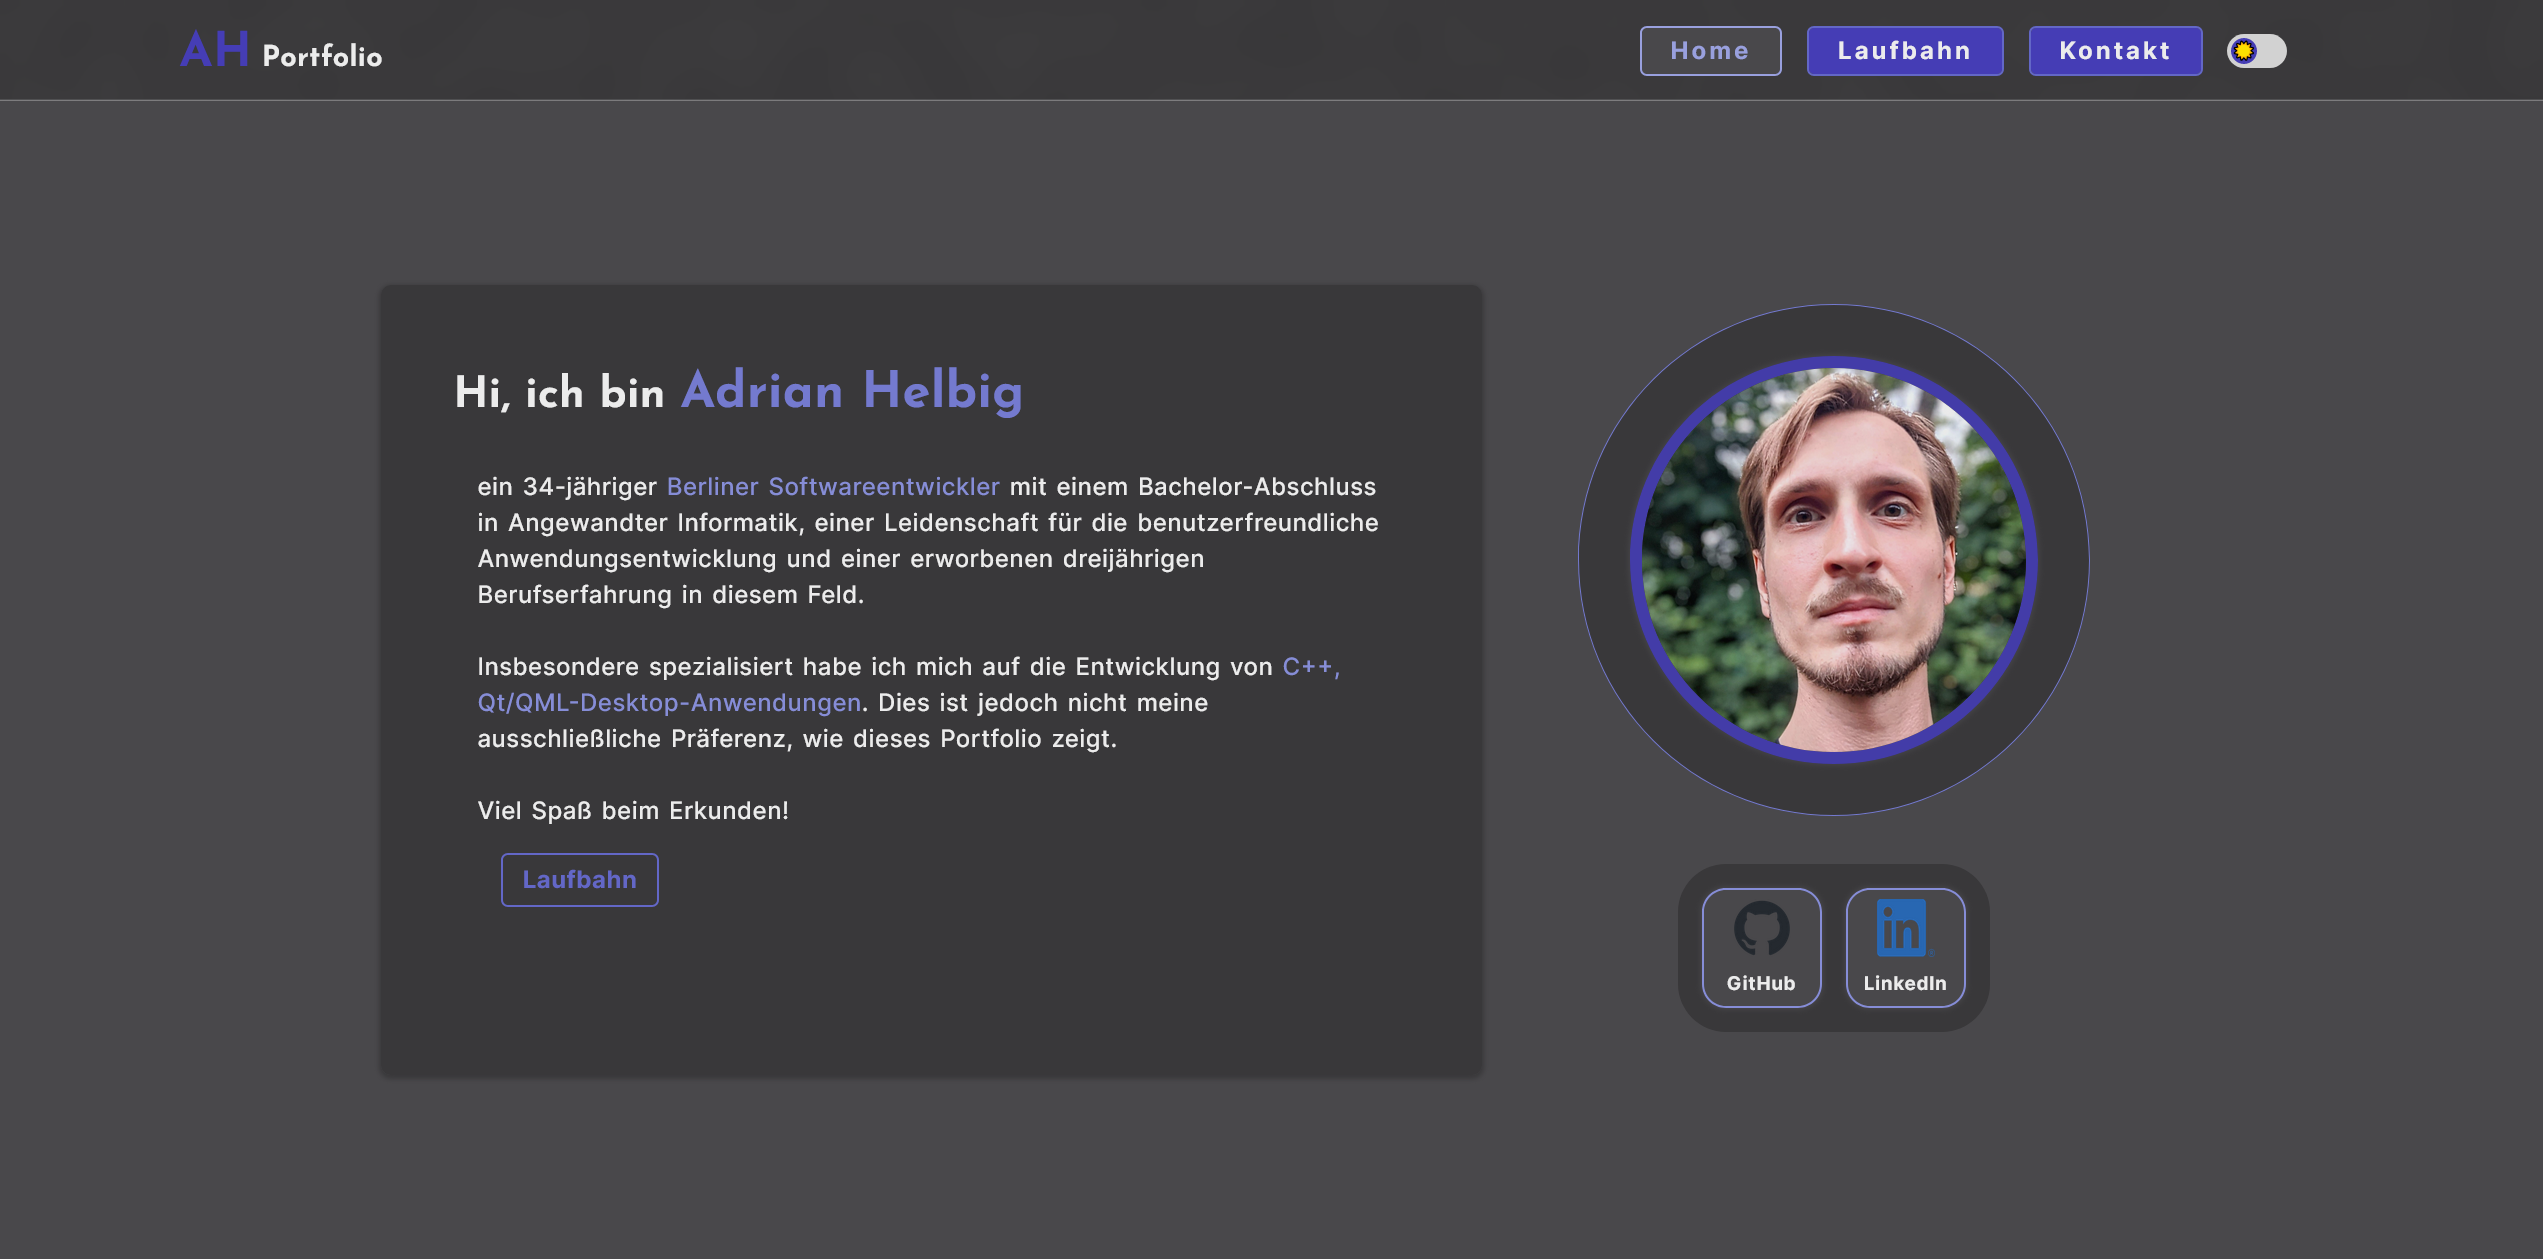 AH Portfolio
Home
Laufbahn
Kontakt
Hi, ich bin Adrian Helbig
ein 34-jähriger Berliner Softwareentwickler mit einem Bachelor-Abschluss
in Angewandter Informatik, einer Leidenschaft für die benutzerfreundliche
Anwendungsentwicklung und einer erworbenen dreijährigen
Berufserfahrung in diesem Feld.
Insbesondere spezialisiert habe ich mich auf die Entwicklung von C++,
Qt/QML-Desktop-Anwendungen. Dies ist jedoch nicht meine
ausschließliche Präferenz, wie dieses Portfolio zeigt.
Viel Spaß beim Erkunden!
Laufbahn
in
GitHub
LinkedIn